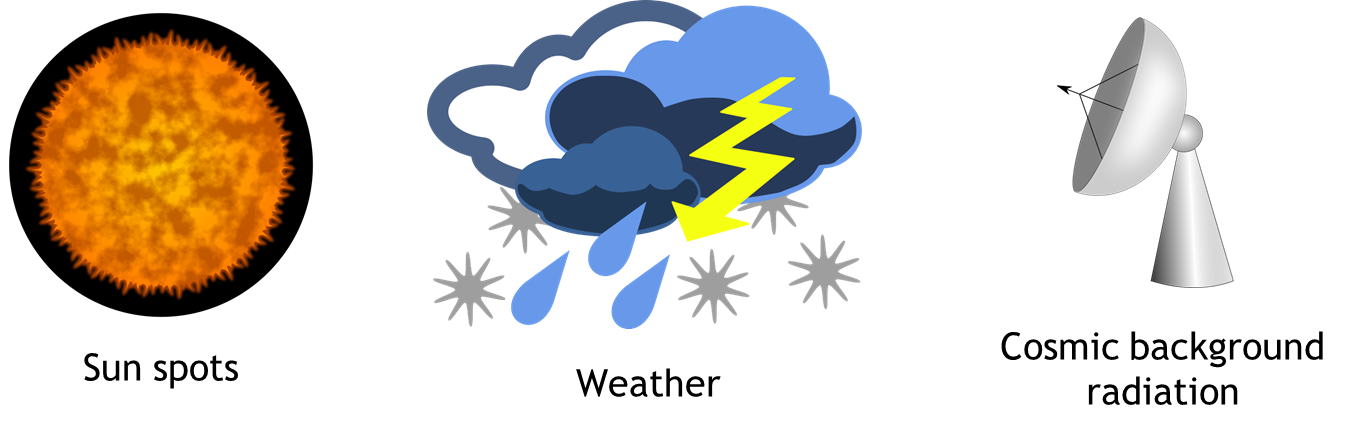 Sun spots
Weather
Cosmic background
radiation